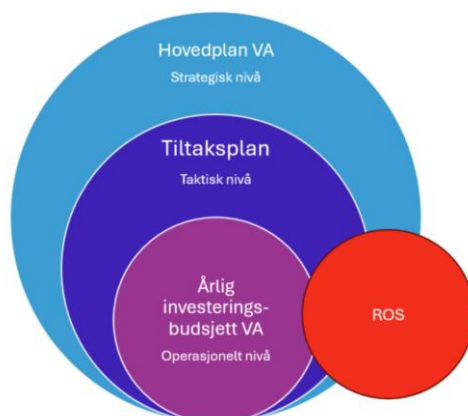 Hovedplan VA
Strategisk nivå
Tiltaksplan
Taktisk nivå
Årlig
investerings-
budsjett VA
Operasjonelt nivå
ROS